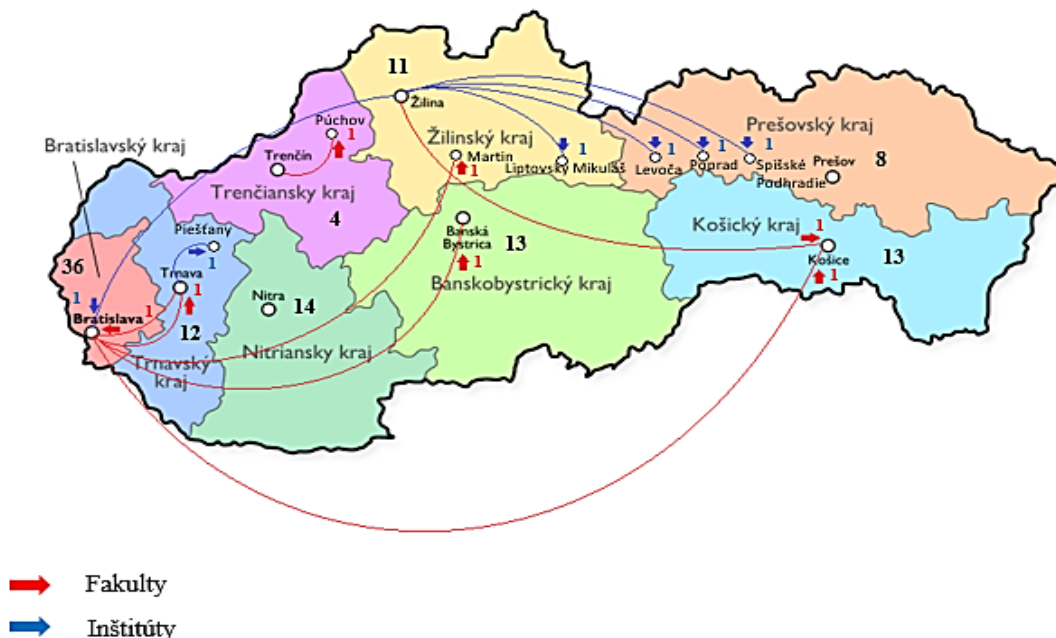 11
Žilina
Púchov
1
Bratislavský kraj
Žilinský kraj
Prešovský kraj
1
1
1
1
Trenčín
Martin
1
Liptovský Mikuláš
Levoča
Poprad
Spišské
Podhradie
Prešov
8
Trenčiansky kraj
4
Piešťany
1
Banská
Bystrica
13
1
Košický kraj
1
Košice
1
13
36
Trnava
1
Banskobystrický kraj
1
1
Bratislava
12
Nitra
14
Trnavský
kraj
Nitriansky kraj
Fakulty
Inštitúty